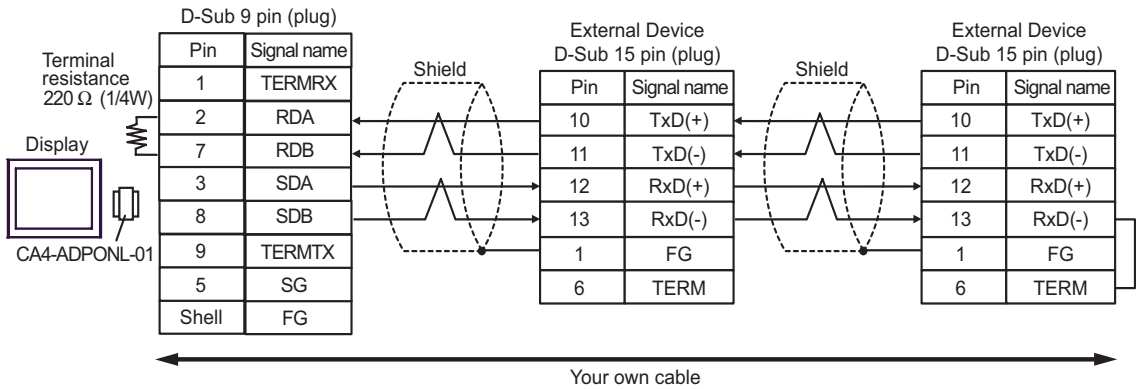 D-Sub 9 pin (plug)
Terminal
resistance
220 Ω (1/4W)
Display
CA4-ADPONL-01
Pin Signal name
1 TERMRX
2 RDA
7 RDB
3 SDA
8 SDB
9 TERMTX
5 SG
Shell FG
Shield
External Device
D-Sub 15 pin (plug)
Pin Signal name
10 TxD(+)
11 TxD(-)
12 RxD(+)
13 RxD(-)
1 FG
6 TERM
Shield
External Device
D-Sub 15 pin (plug)
Pin Signal name
10 TxD(+)
11 TxD(-)
12 RxD(+)
13 RxD(-)
1 FG
6 TERM
Your own cable